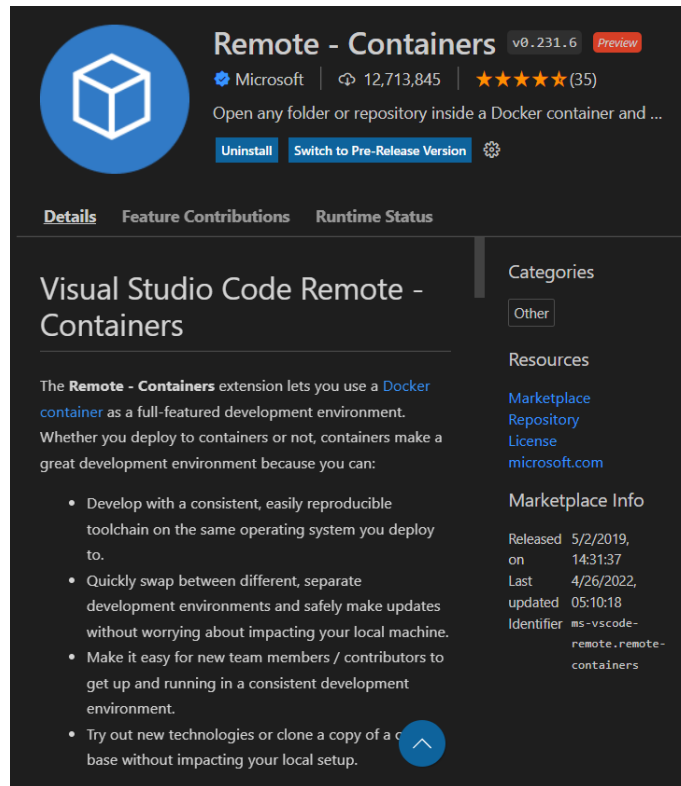 Remote - Containers v0.231.6 Preview
Microsoft 12,713,845 (35)
Open any folder or repository inside a Docker container and ...
Uninstall Switch to Pre-Release Version
Details Feature Contributions Runtime Status
Visual Studio Code Remote -
Containers
The Remote - Containers extension lets you use a Docker
container as a full-featured development environment.
Whether you deploy to containers or not, containers make a
great development environment because you can:
• Develop with a consistent, easily reproducible
toolchain on the same operating system you deploy
to.
• Quickly swap between different, separate
development environments and safely make updates
without worrying about impacting your local machine.
• Make it easy for new team members / contributors to
get up and running in a consistent development
environment.
• Try out new technologies or clone a copy of a
base without impacting your local setup.
Categories
Other
Resources
Marketplace
Repository
License
microsoft.com
Marketplace Info
Released 5/2/2019,
on 14:31:37
Last 4/26/2022,
updated 05:10:18
Identifier ms-vscode-
remote.remote-
containers